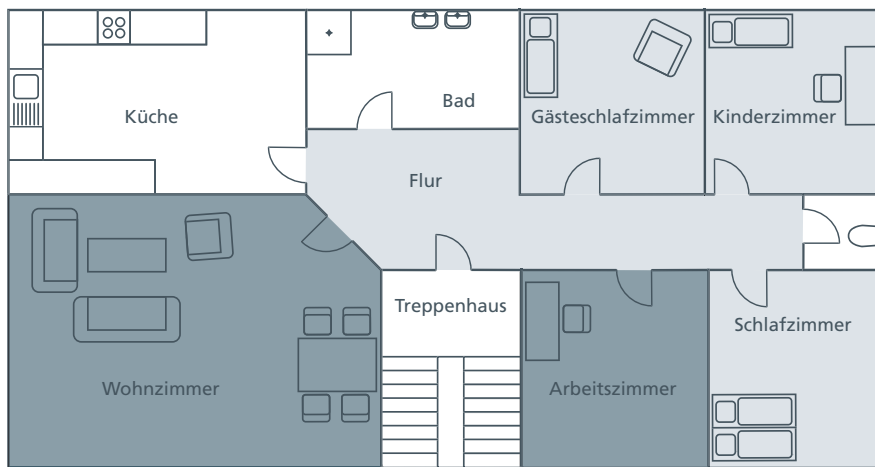 Küche
Bad
Gästeschlafzimmer
Kinderzimmer
Flur
Treppenhaus
Schlafzimmer
Wohnzimmer
Arbeitszimmer